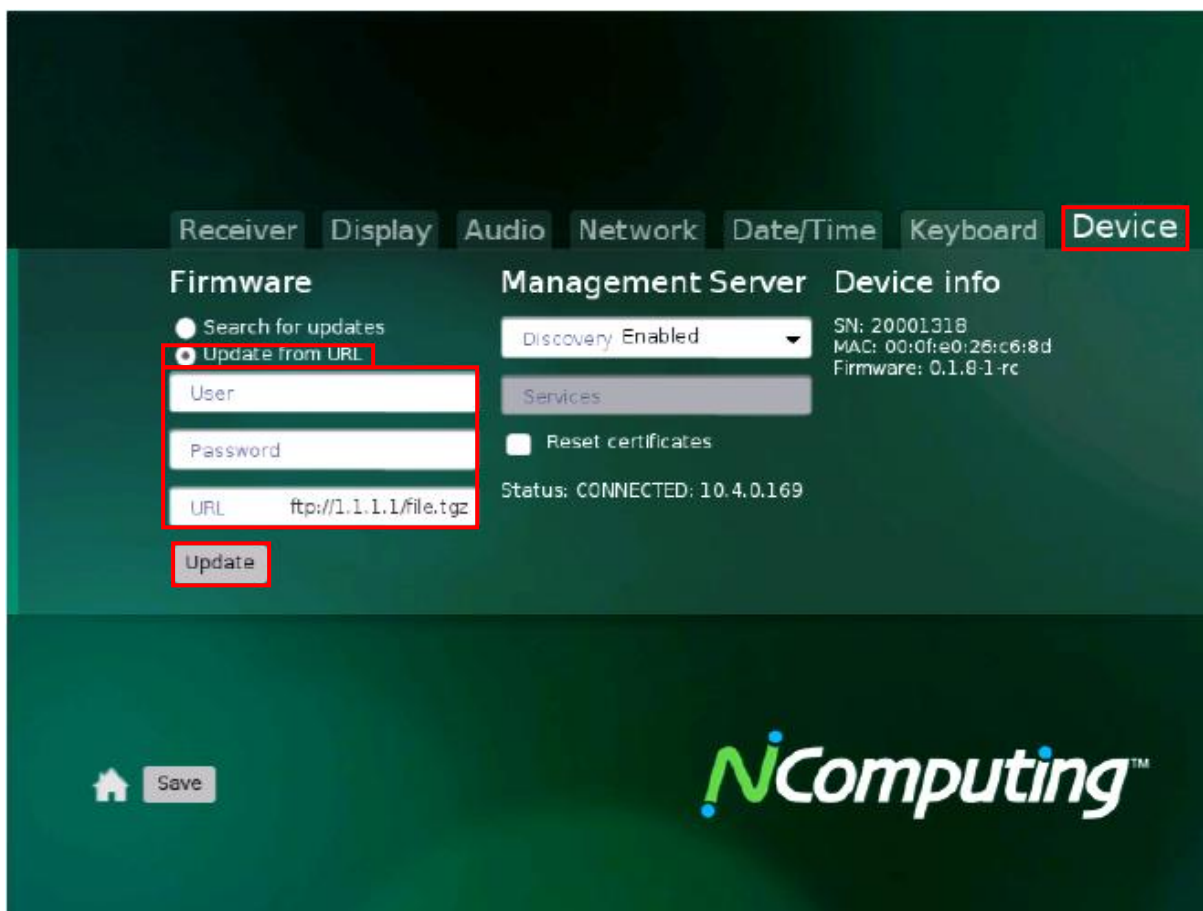 Receiver Display Audio Network Date/Time Keyboard Device
Firmware
Search for updates
Update from URL
User
Password
URL ftp://1.1.1.1/file.tgz
Update
Management Server
Discovery Enabled
Services
Reset certificates
Status: CONNECTED: 10.4.0.169
Device info
SN: 20001318
MAC: 00:0f:e0:26:c6:8d
Firmware: 0.1.8-1-rc
Save
NComputing™